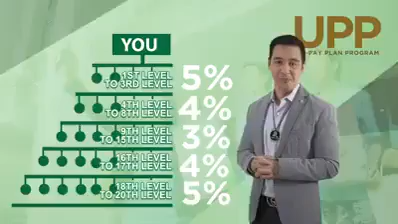 YOU
UPP
PAY PLAN PROGRAM
1ST LEVEL
TO 3RD LEVEL
5%
4TH LEVEL
TO 8TH LEVEL
4%
9TH LEVEL
TO 15TH LEVEL
3%
16TH LEVEL
TO 17TH LEVEL
4%
18TH LEVEL
TO 20TH LEVEL
5%